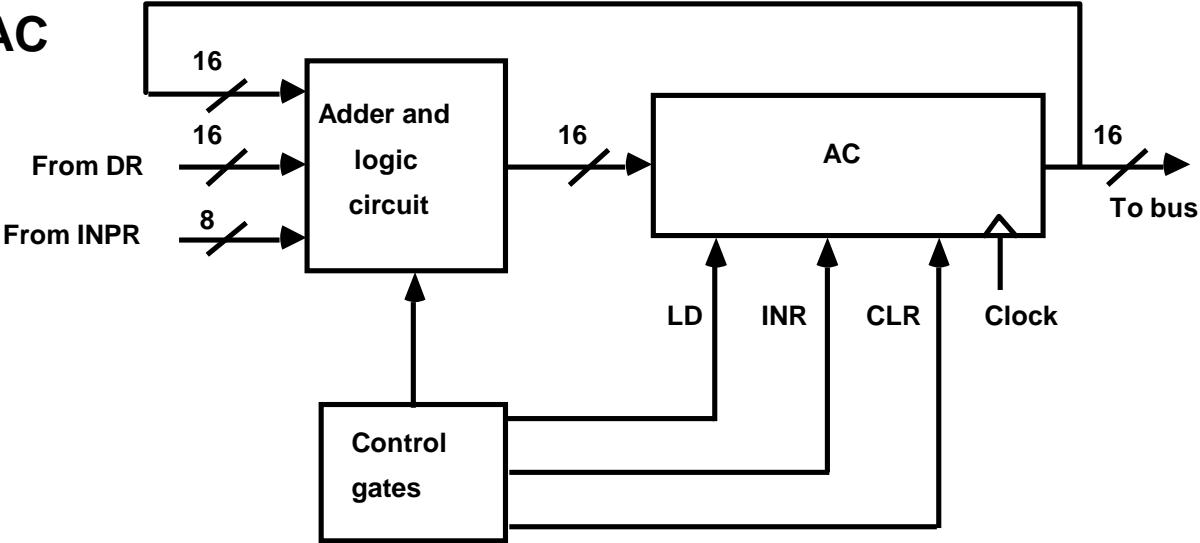 AC
16
16
From DR
8
From INPR
Adder and
logic
circuit
16
AC
16
To bus
LD
INR
CLR
Clock
Control
gates